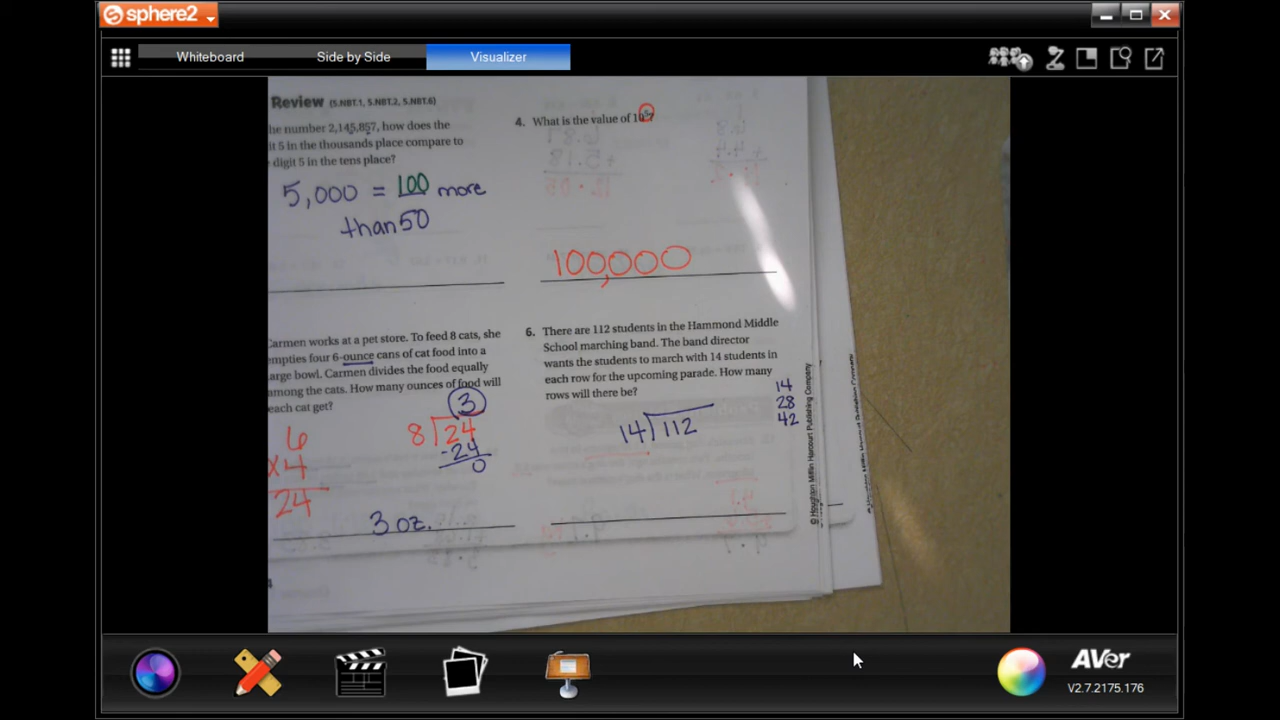 sphere2
Whiteboard
Side by Side
Visualizer
Review (5.NBT.1, 5.NBT.2, 5.NBT.6)
he number 2,145,857, how does the
it 5 in the thousands place compare to
digit 5 in the tens place?
5,000 = 100 more
than 50
4. What is the value of 10⁵?
100,000
Carmen works at a pet store. To feed 8 cats, she
empties four 6-ounce cans of cat food into a
arge bowl. Carmen divides the food equally
among the cats. How many ounces of food will
each cat get?
6
x4
24
3
8 24
-24
0
3 oz.
6. There are 112 students in the Hammond Middle
School marching band. The band director
wants the students to march with 14 students in
each row for the upcoming parade. How many
rows will there be?
14 112
14
28
42
© Houghton Mifflin Harcourt Publishing Company
AVer
V2.7.2175.176